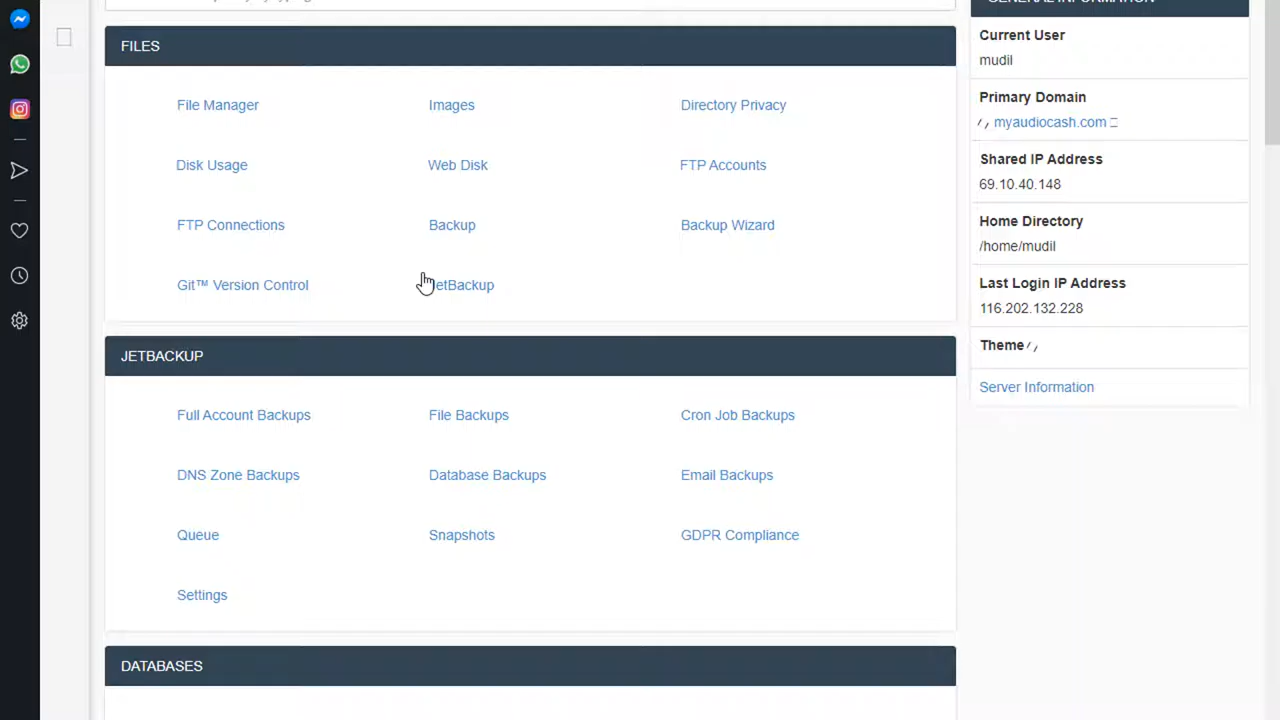 FILES
File Manager
Images
Directory Privacy
Disk Usage
Web Disk
FTP Accounts
FTP Connections
Backup
Backup Wizard
Git™ Version Control
JetBackup
JETBACKUP
Full Account Backups
File Backups
Cron Job Backups
DNS Zone Backups
Database Backups
Email Backups
Queue
Snapshots
GDPR Compliance
Settings
DATABASES
GENERAL INFORMATION
Current User
mudil
Primary Domain
myaudiocash.com
Shared IP Address
69.10.40.148
Home Directory
/home/mudil
Last Login IP Address
116.202.132.228
Theme
Server Information